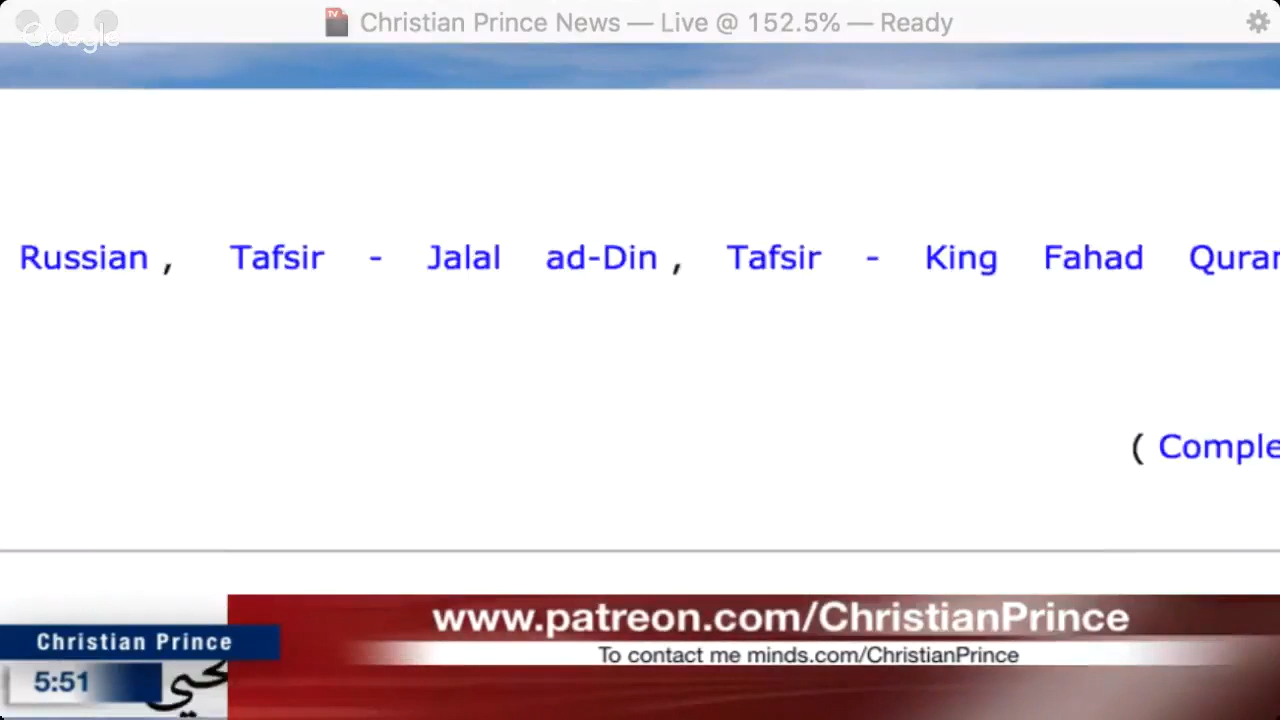 Christian Prince News — Live @ 152.5% — Ready
Google
Russian , Tafsir - Jalal ad-Din , Tafsir - King Fahad Quran
( Comple
www.patreon.com/ChristianPrince
To contact me minds.com/ChristianPrince
Christian Prince
5:51